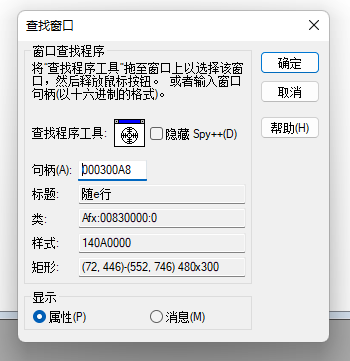 查找窗口
窗口查找程序
将"查找程序工具"拖至窗口上以选择该窗
口，然后释放鼠标按钮。 或者输入窗口
句柄(以十六进制的格式)。
确定
取消
帮助(H)
查找程序工具:
隐藏 Spy++(D)
句柄(A): 000300A8
标题: 随e行
类: Afx:00830000:0
样式: 140A0000
矩形: (72, 446)-(552, 746) 480x300
显示
属性(P)
消息(M)